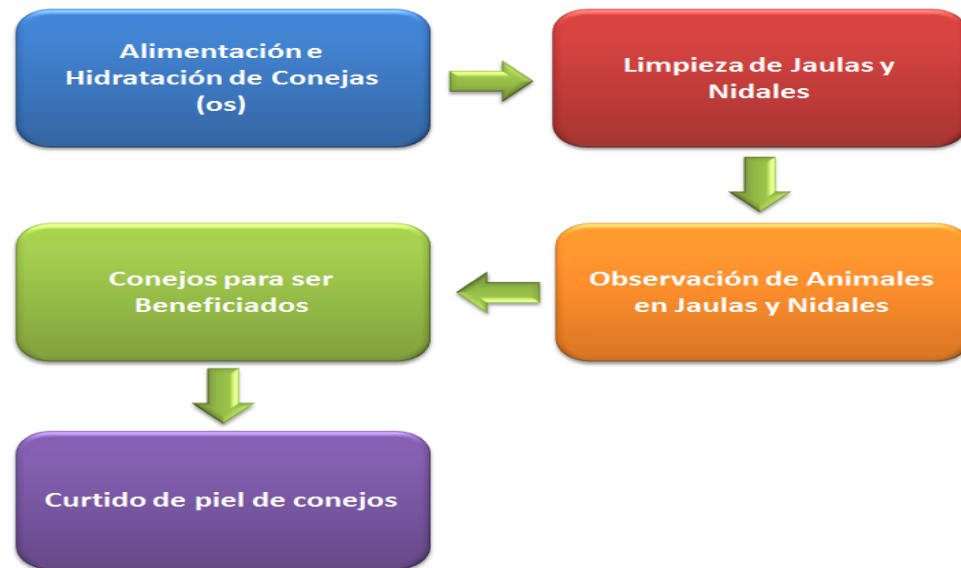 Alimentación e
Hidratación de Conejas
(os)
Limpieza de Jaulas y
Nidales
Observación de Animales
en Jaulas y Nidales
Conejos para ser
Beneficiados
Curtido de piel de conejos